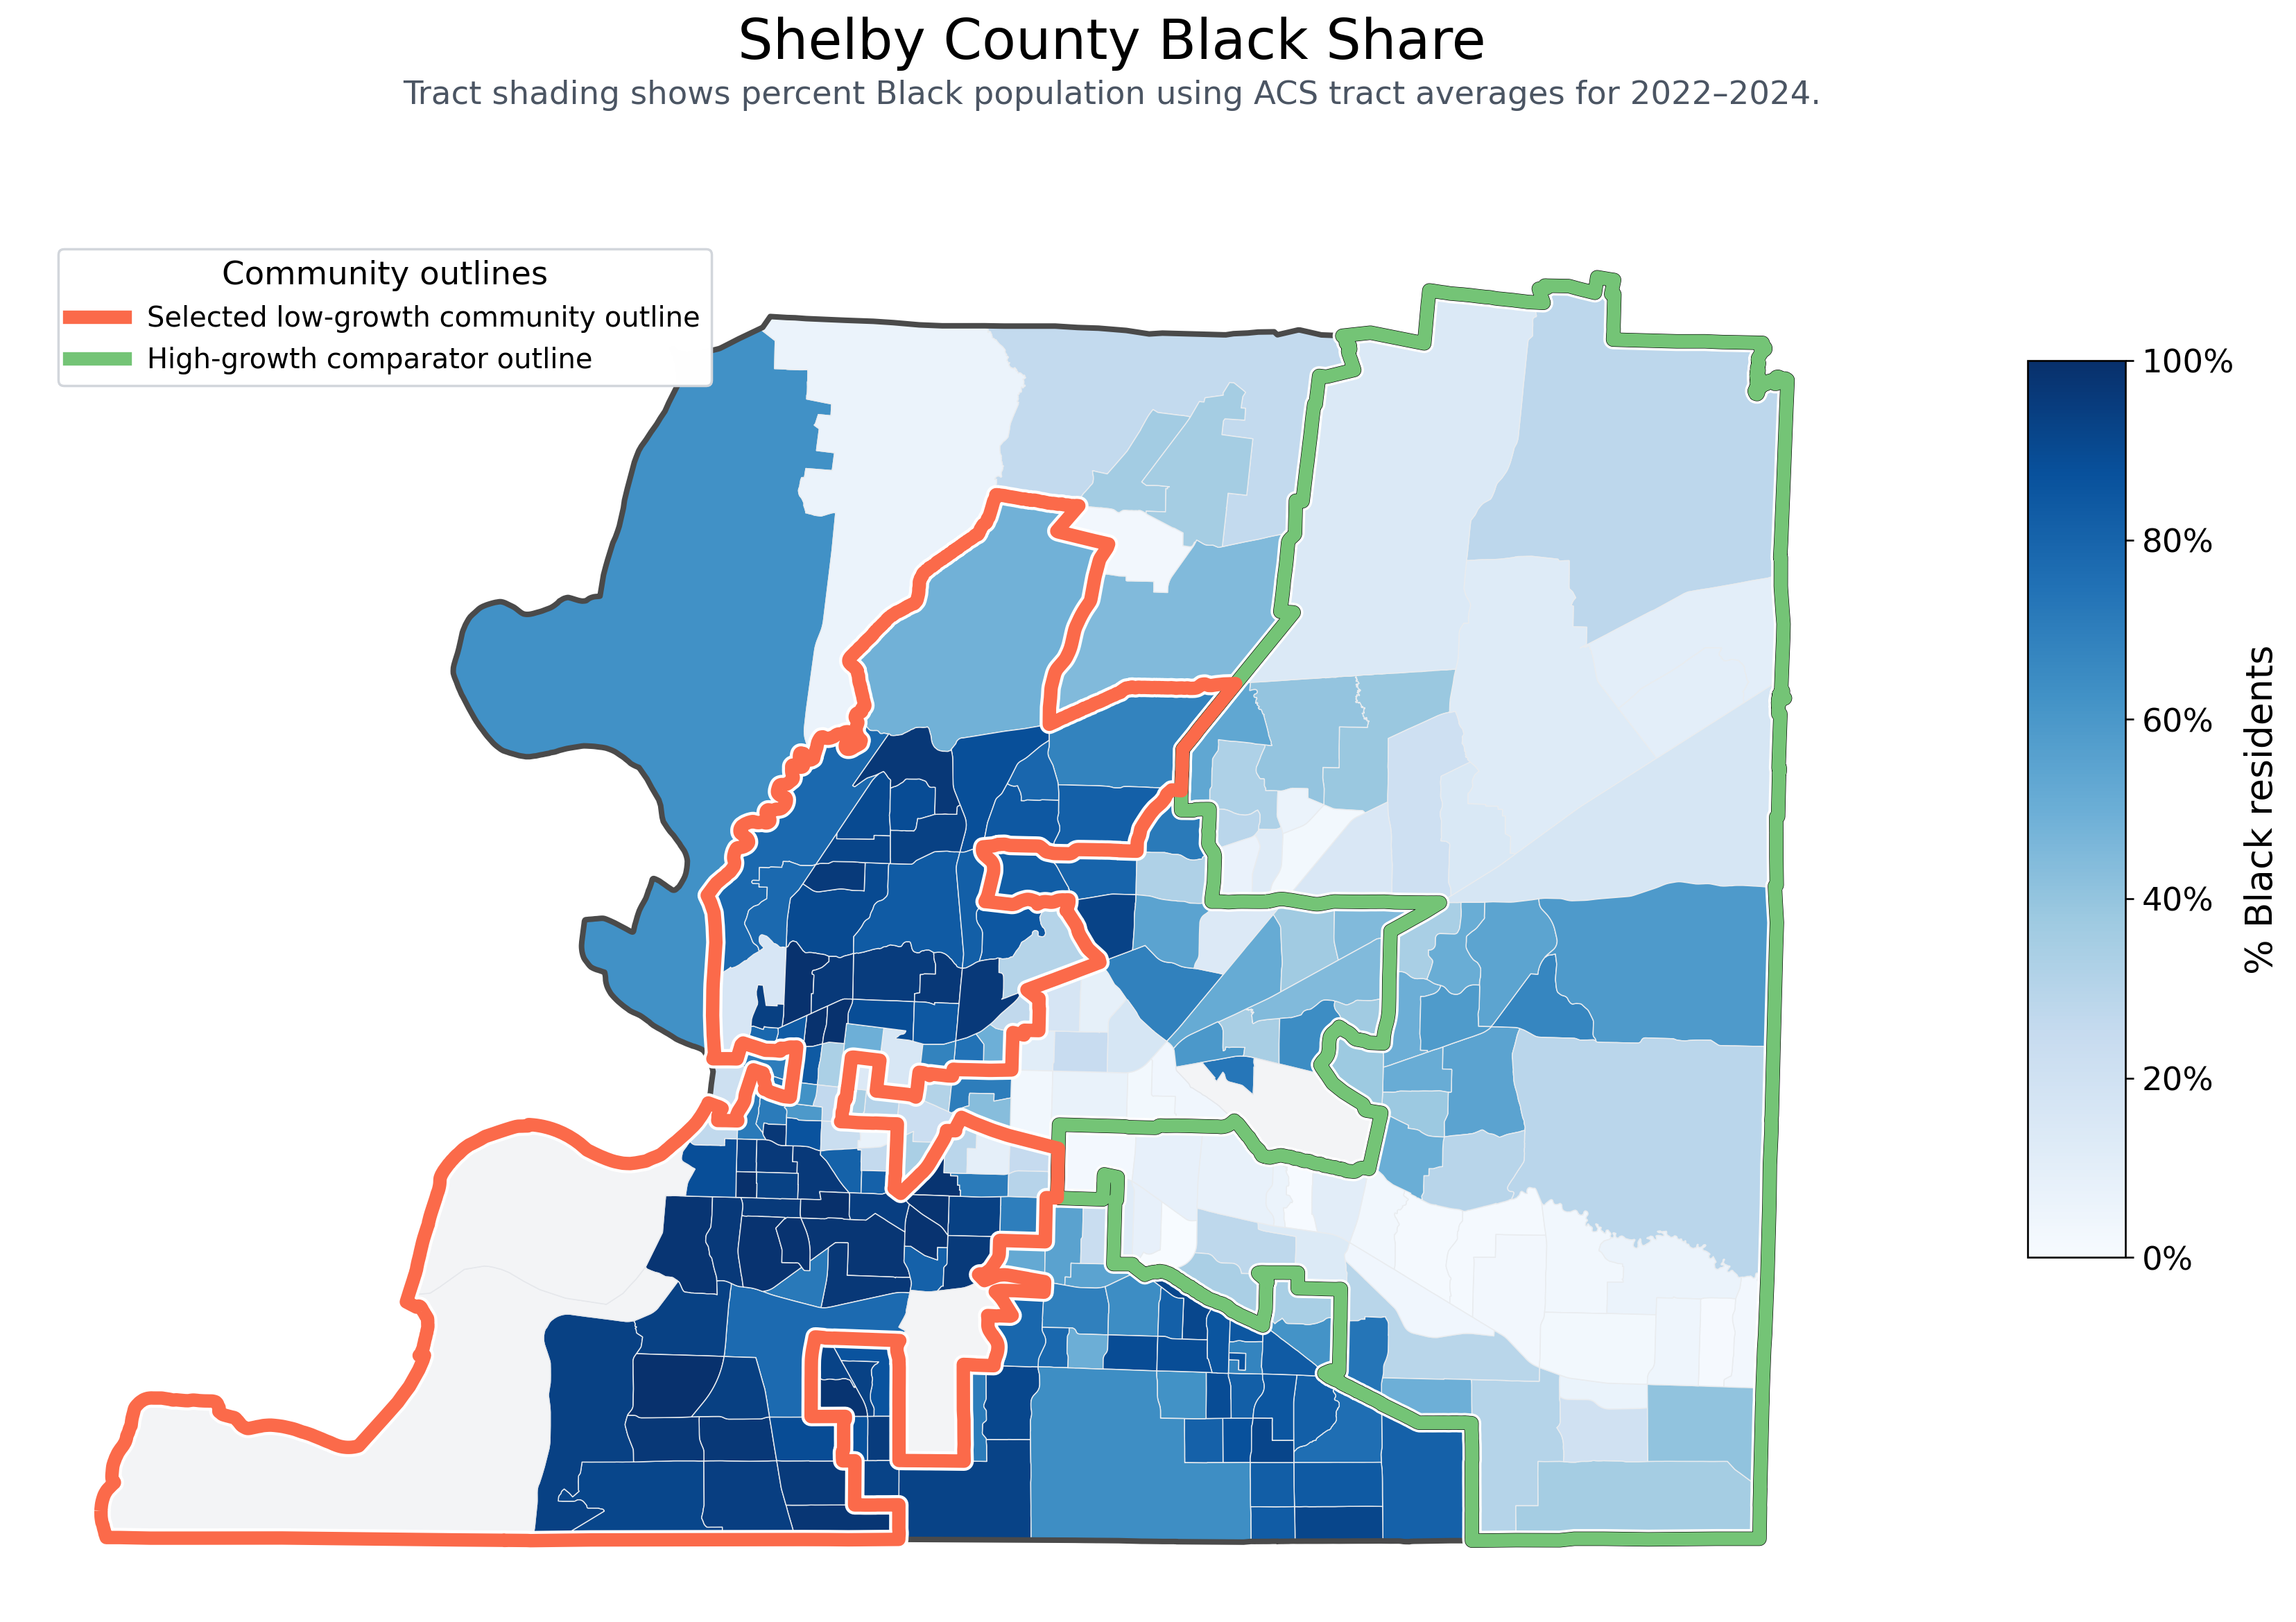 Shelby County Black Share
Tract shading shows percent Black population using ACS tract averages for 2022–2024.
Community outlines
Selected low-growth community outline
High-growth comparator outline
100%
80%
60%
40%
20%
0%
% Black residents